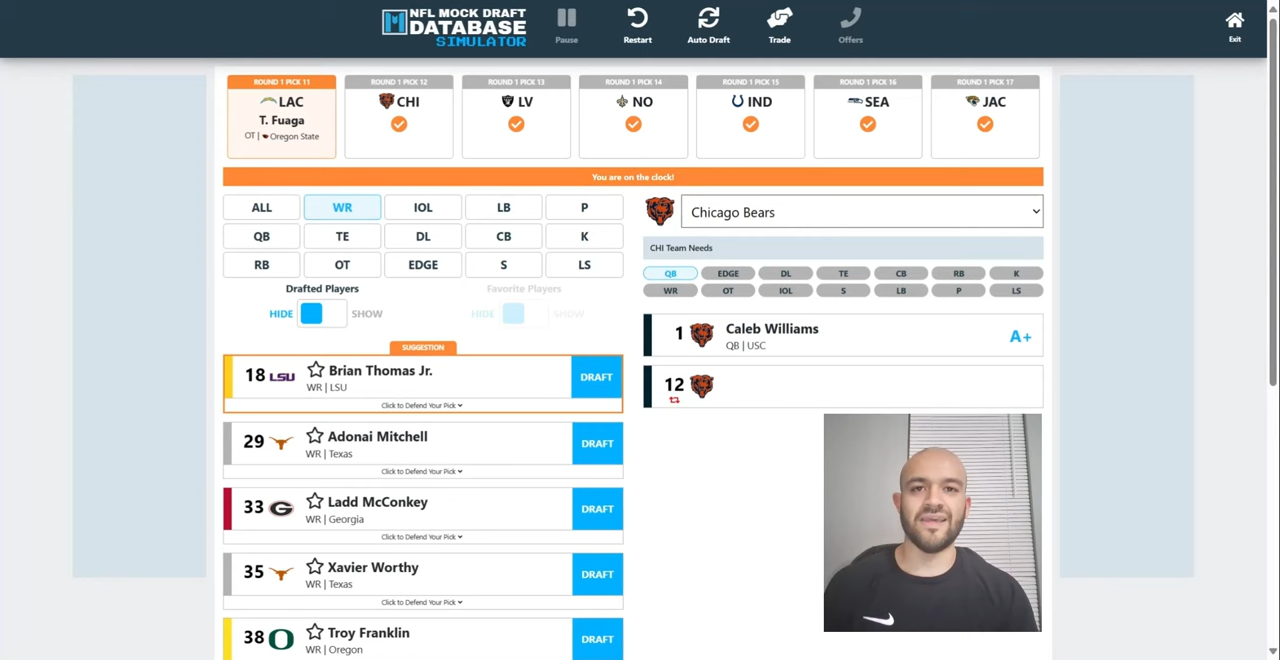 NFL MOCK DRAFT
DATABASE
SIMULATOR
Pause
Restart
Auto Draft
Trade
Offers
Exit
ROUND 1 PICK 11
LAC
T. Fuaga
OT | Oregon State
ROUND 1 PICK 12
CHI
ROUND 1 PICK 13
LV
ROUND 1 PICK 14
NO
ROUND 1 PICK 15
IND
ROUND 1 PICK 16
SEA
ROUND 1 PICK 17
JAC
You are on the clock!
ALL WR IOL LB P
QB TE DL CB K
RB OT EDGE S LS
Drafted Players
HIDE SHOW
Favorite Players
HIDE SHOW
SUGGESTION
18 LSU Brian Thomas Jr.
WR | LSU
DRAFT
Click to Defend Your Pick
29 Adonai Mitchell
WR | Texas
DRAFT
Click to Defend Your Pick
33 G Ladd McConkey
WR | Georgia
DRAFT
Click to Defend Your Pick
35 Xavier Worthy
WR | Texas
DRAFT
Click to Defend Your Pick
38 O Troy Franklin
WR | Oregon
DRAFT
Chicago Bears
CHI Team Needs
QB EDGE DL TE CB RB K
WR OT IOL S LB P LS
1 Caleb Williams
QB | USC
A+
12